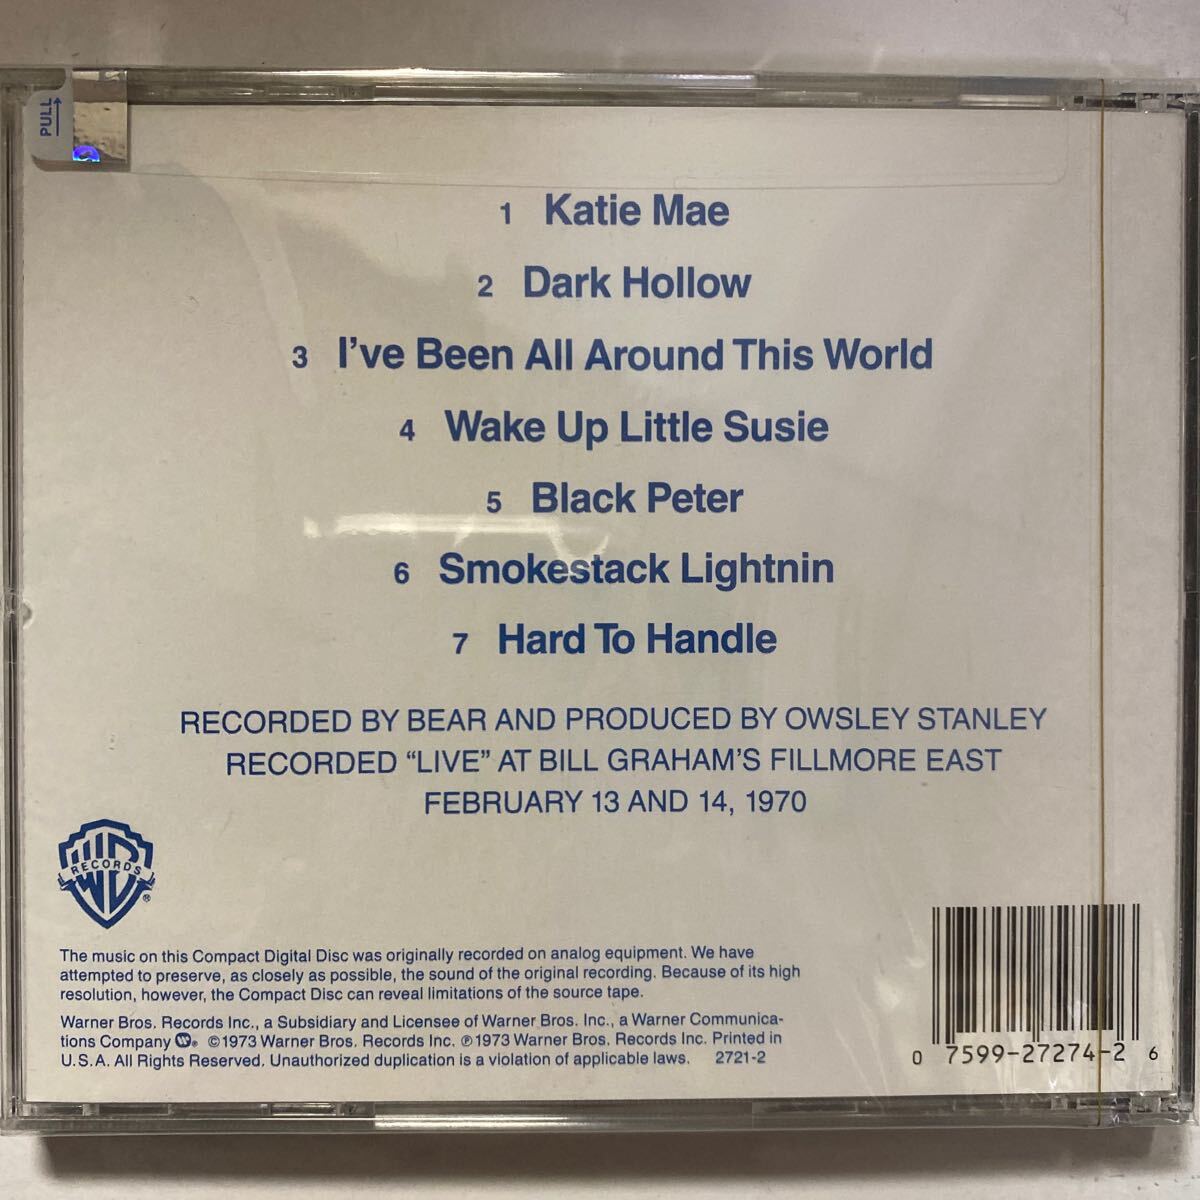 PULL
1 Katie Mae
2 Dark Hollow
3 I've Been All Around This World
4 Wake Up Little Susie
5 Black Peter
6 Smokestack Lightnin
7 Hard To Handle
RECORDED BY BEAR AND PRODUCED BY OWSLEY STANLEY
RECORDED “LIVE” AT BILL GRAHAM'S FILLMORE EAST
FEBRUARY 13 AND 14, 1970
WB
RECORDS
®
The music on this Compact Digital Disc was originally recorded on analog equipment. We have
attempted to preserve, as closely as possible, the sound of the original recording. Because of its high
resolution, however, the Compact Disc can reveal limitations of the source tape.
Warner Bros. Records Inc., a Subsidiary and Licensee of Warner Bros. Inc., a Warner Communica-
tions Company ®. ©1973 Warner Bros. Records Inc. ℗1973 Warner Bros. Records Inc. Printed in
U.S.A. All Rights Reserved. Unauthorized duplication is a violation of applicable laws. 2721-2
0 7599-27274-2 6